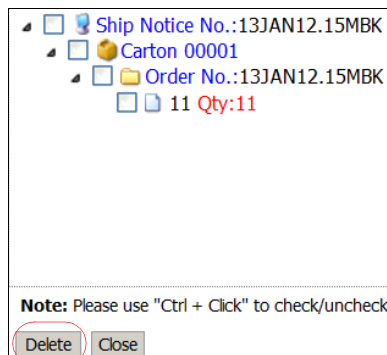 Ship Notice No.:13JAN12.15MBK
Carton 00001
Order No.:13JAN12.15MBK
11 Qty:11
Note: Please use "Ctrl + Click" to check/uncheck
Delete Close